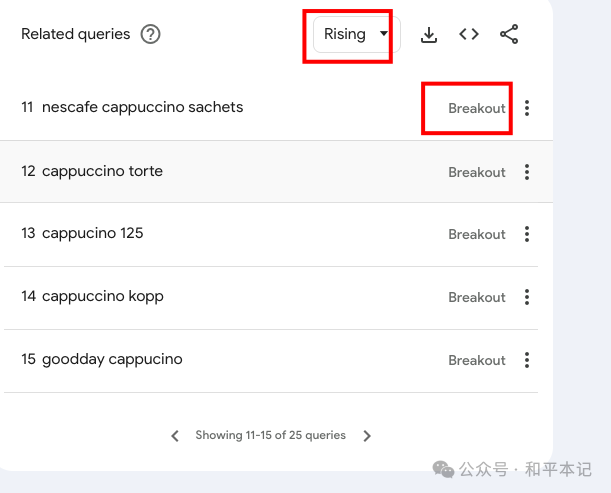 Related queries
Rising
11 nescafe cappuccino sachets Breakout
12 cappuccino torte Breakout
13 cappucino 125 Breakout
14 cappuccino kopp Breakout
15 goodday cappucino Breakout
Showing 11-15 of 25 queries
公众号 · 和平本记